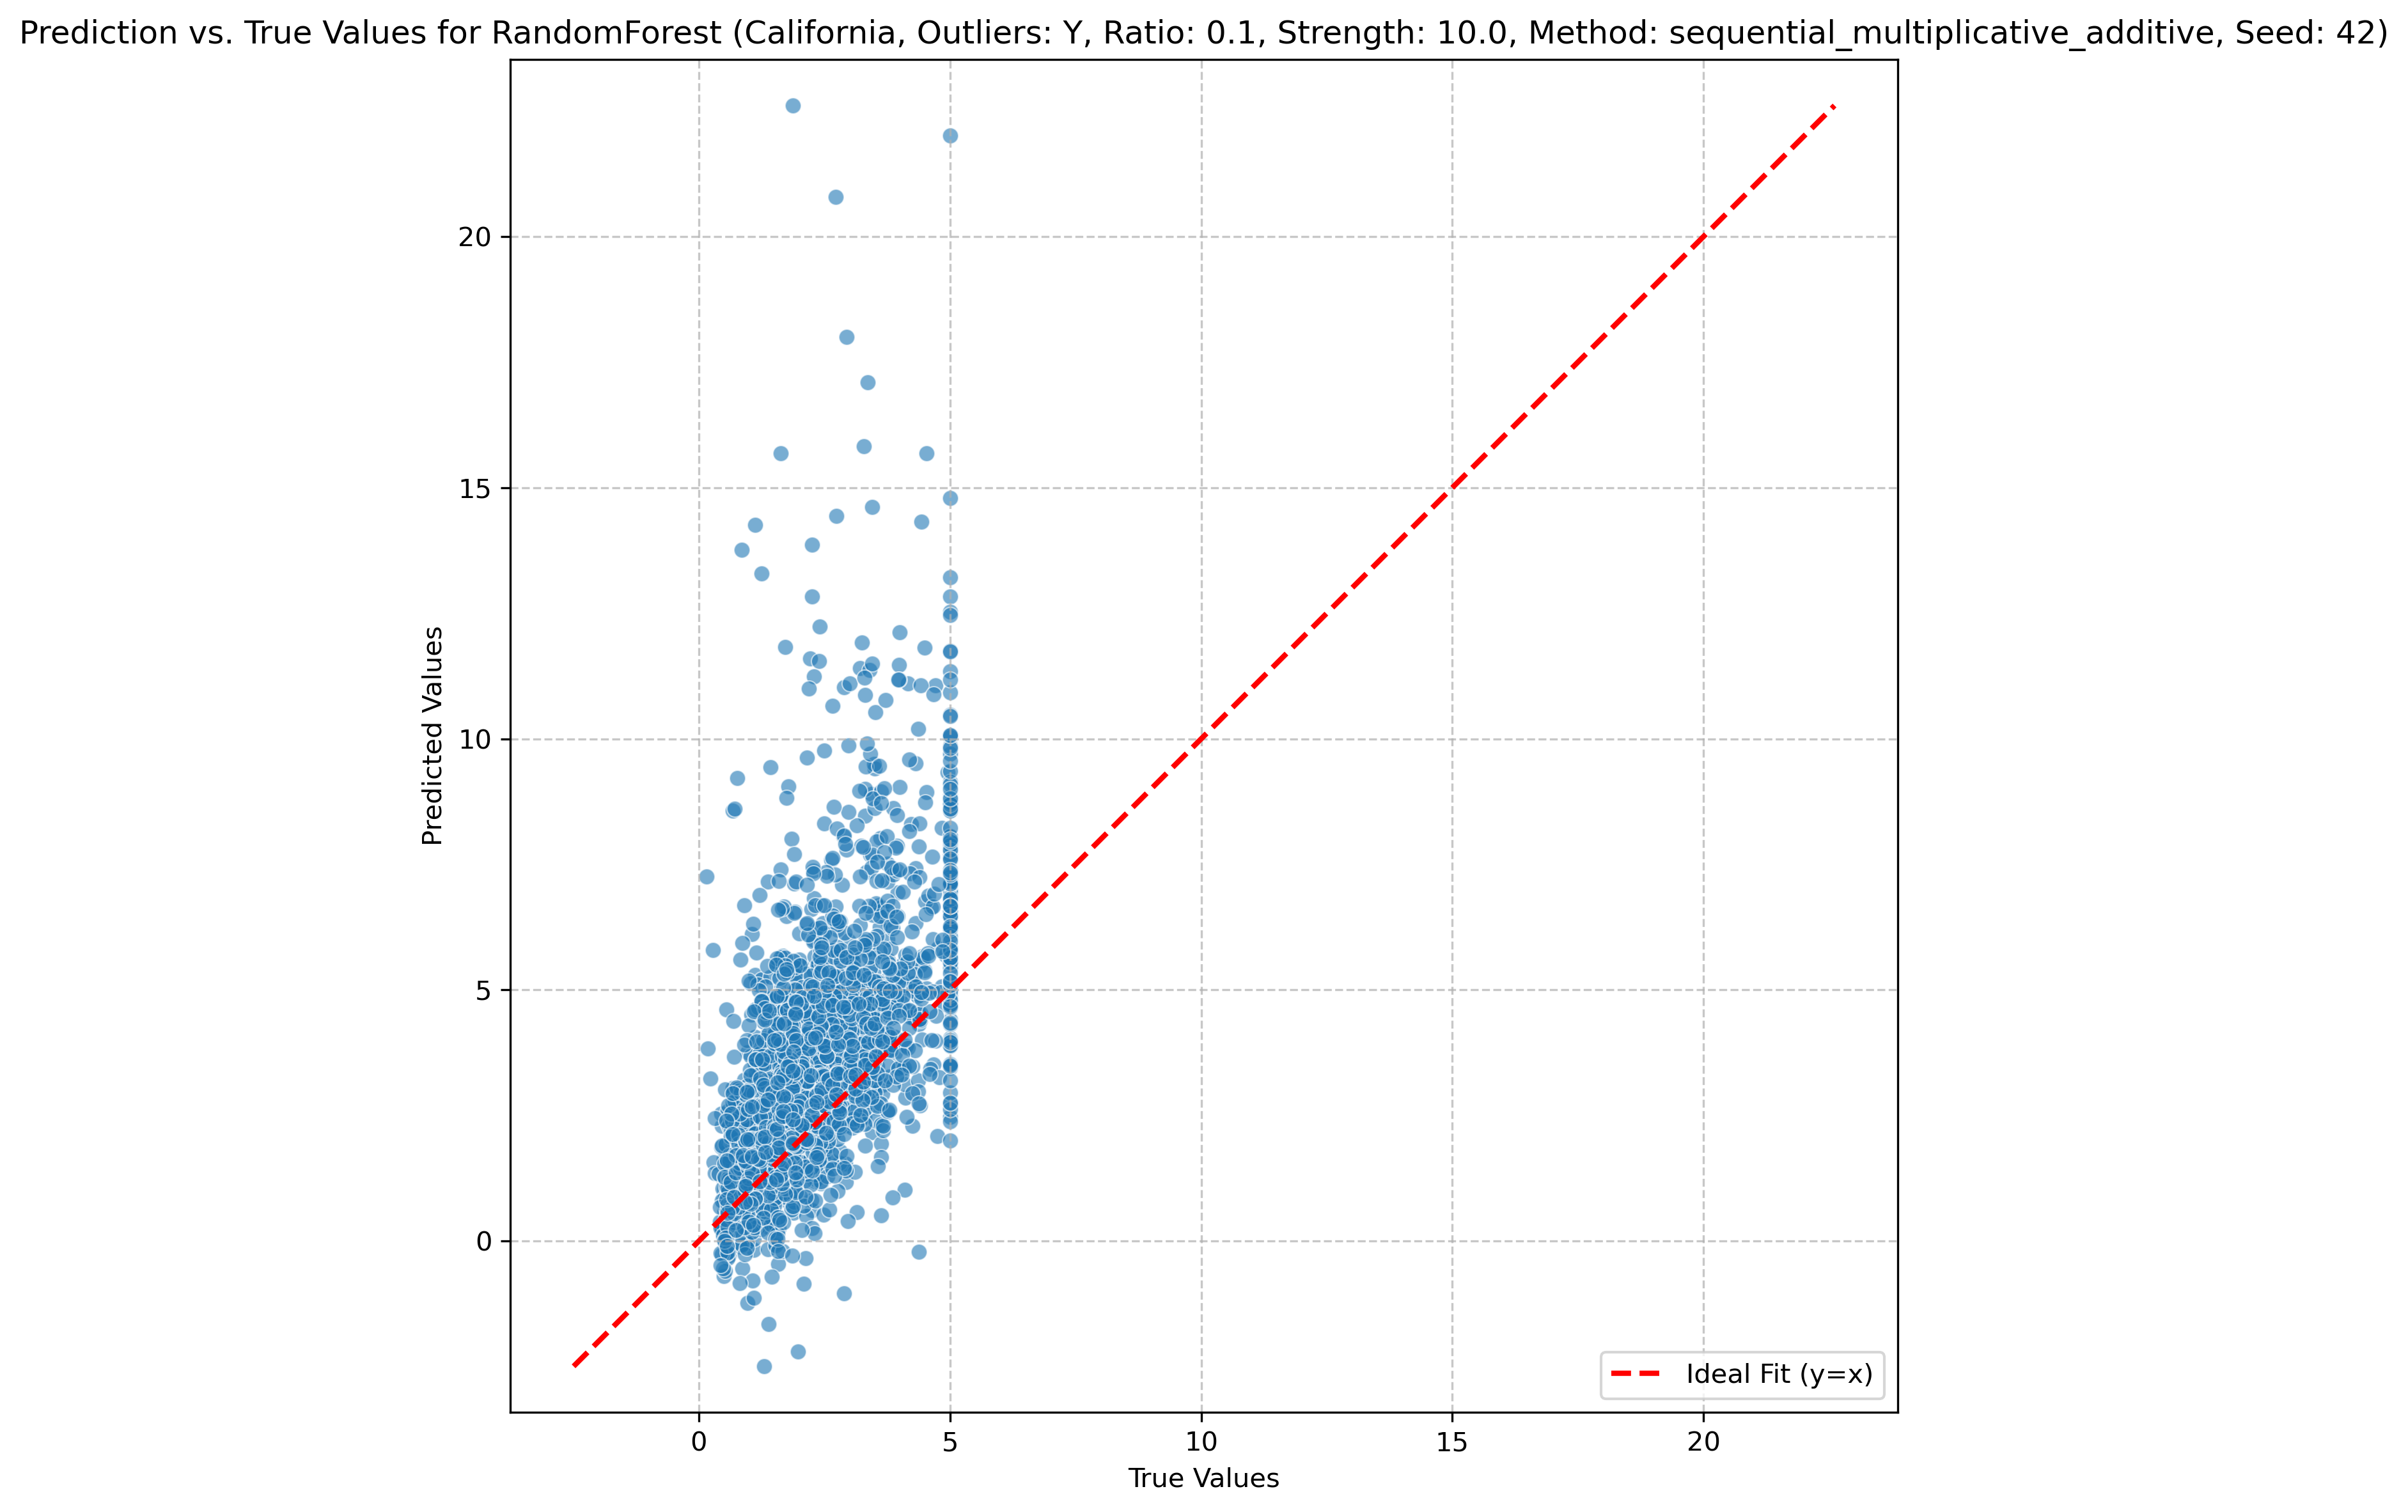 Prediction vs. True Values for RandomForest (California, Outliers: Y, Ratio: 0.1, Strength: 10.0, Method: sequential_multiplicative_additive, Seed: 42)
20
15
10
5
0
Predicted Values
Ideal Fit (y=x)
0 5 10 15 20
True Values